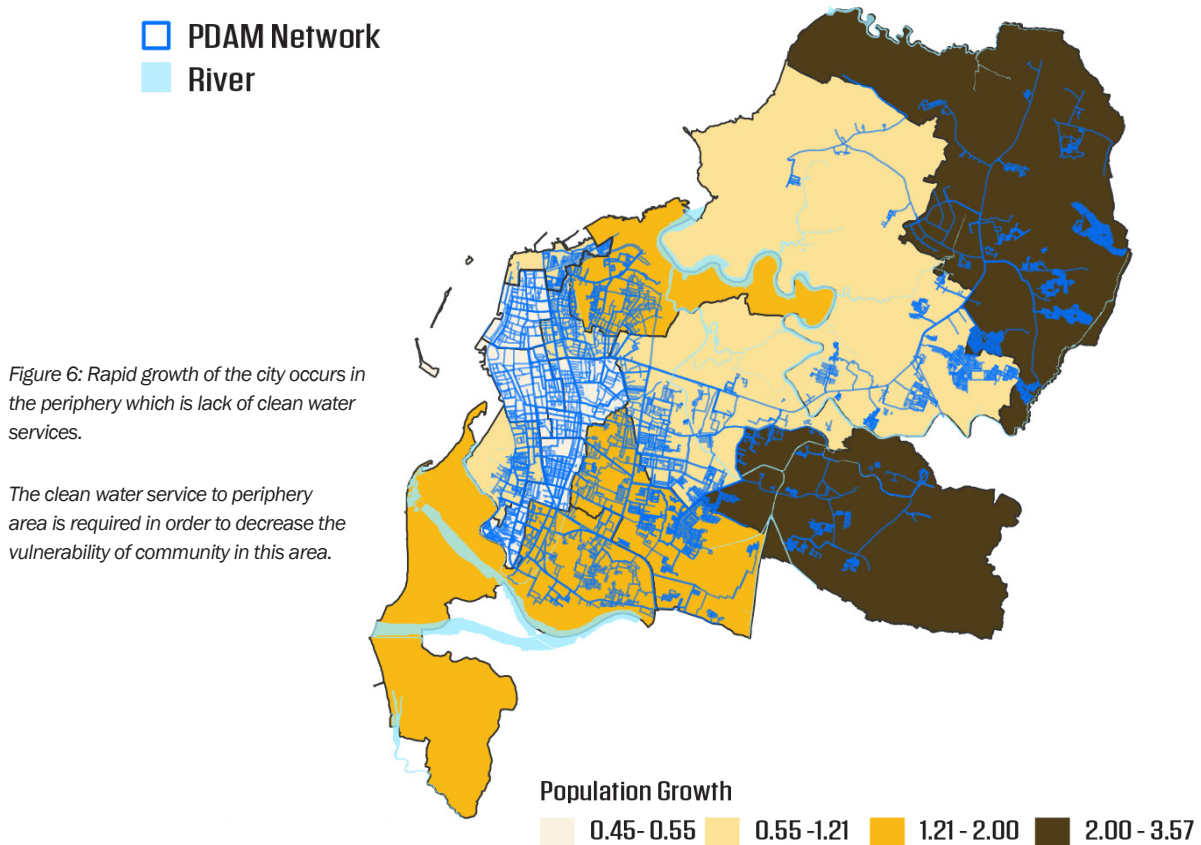 PDAM Network
River
Figure 6: Rapid growth of the city occurs in
the periphery which is lack of clean water
services.
The clean water service to periphery
area is required in order to decrease the
vulnerability of community in this area.
Population Growth
0.45- 0.55
0.55 -1.21
1.21 - 2.00
2.00 - 3.57